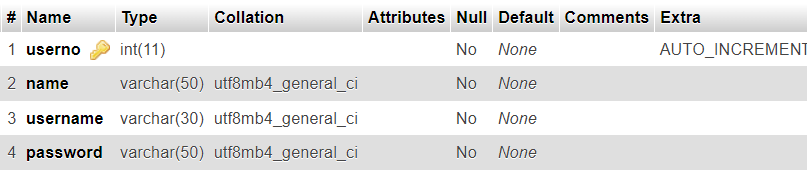 # Name Type Collation Attributes Null Default Comments Extra
1 userno int(11) No None AUTO_INCREMENT
2 name varchar(50) utf8mb4_general_ci No None
3 username varchar(30) utf8mb4_general_ci No None
4 password varchar(50) utf8mb4_general_ci No None